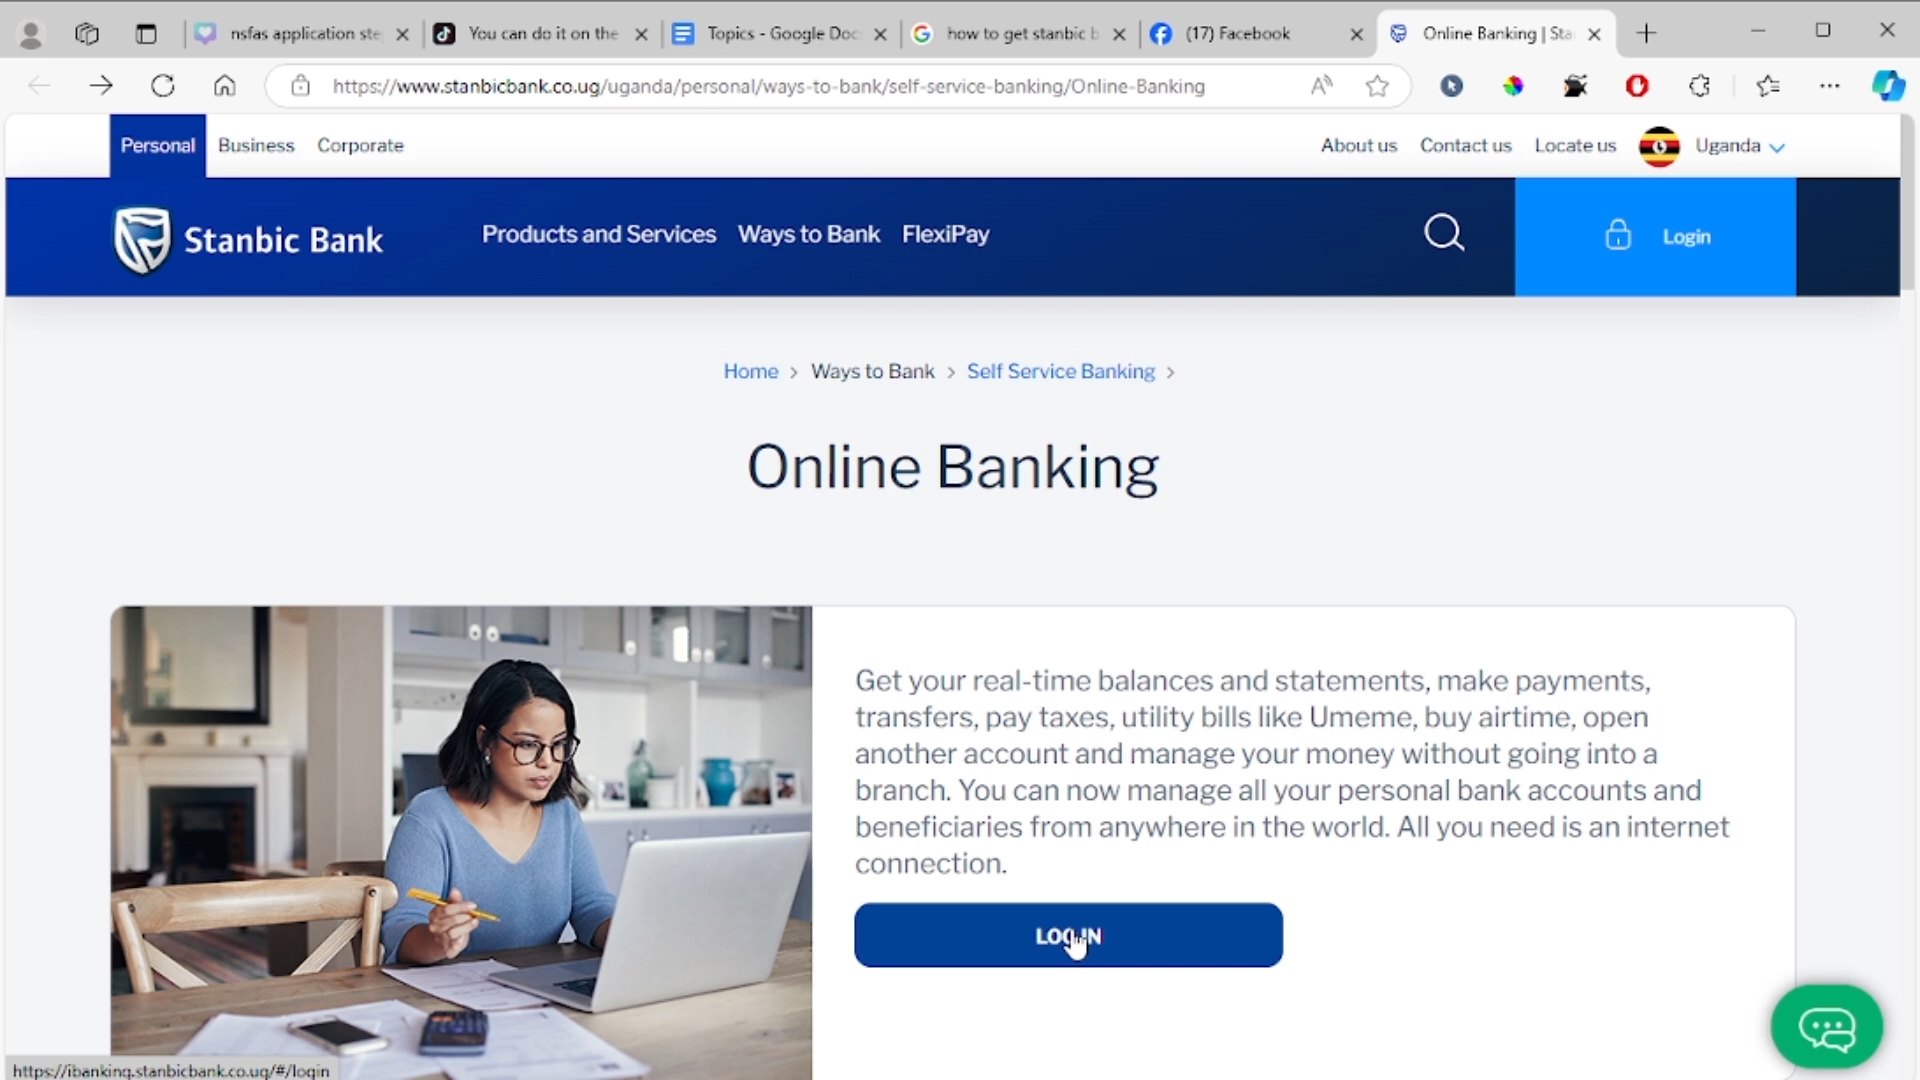 nsfas application ste
You can do it on the
Topics - Google Doc
how to get stanbic b
(17) Facebook
Online Banking | Sta
https://www.stanbicbank.co.ug/uganda/personal/ways-to-bank/self-service-banking/Online-Banking
Personal Business Corporate
About us Contact us Locate us Uganda
Stanbic Bank
Products and Services Ways to Bank FlexiPay
Login
Home > Ways to Bank > Self Service Banking >
Online Banking
Get your real-time balances and statements, make payments,
transfers, pay taxes, utility bills like Umeme, buy airtime, open
another account and manage your money without going into a
branch. You can now manage all your personal bank accounts and
beneficiaries from anywhere in the world. All you need is an internet
connection.
LOG IN
https://ibanking.stanbicbank.co.ug/#/login